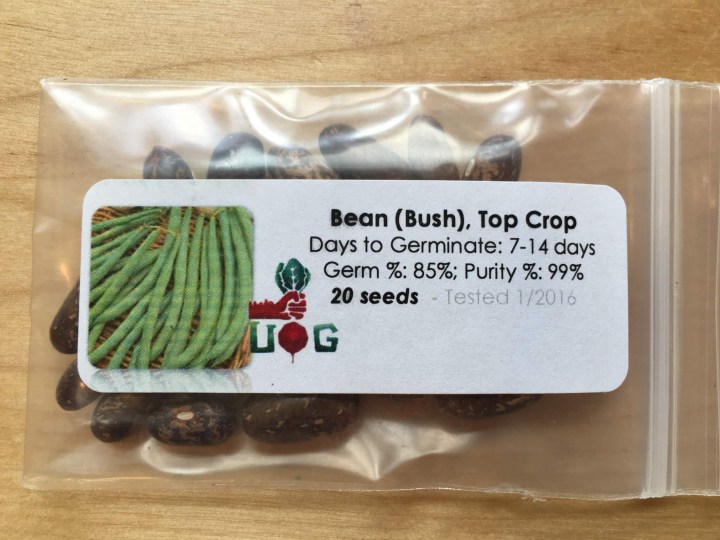 Bean (Bush), Top Crop
Days to Germinate: 7-14 days
Germ %: 85%; Purity %: 99%
20 seeds - Tested 1/2016
UOG